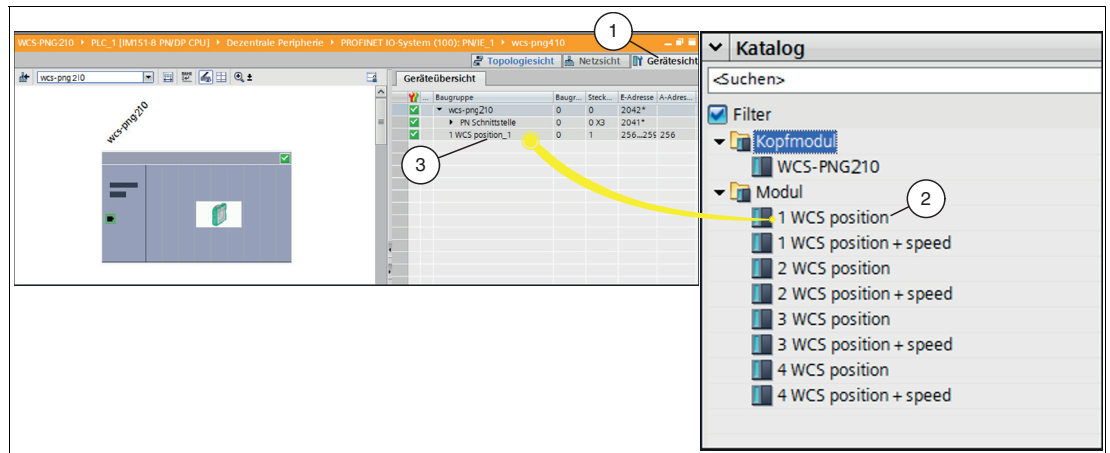 1
WCS-PNG210 ▸ PLC_1 [IM151-8 PN/DP CPU] ▸ Dezentrale Peripherie ▸ PROFINET IO-System (100): PN/IE_1 ▸ wcs-png410
Topologiesicht Netzsicht Gerätesicht
wcs-png210
Geräteübersicht
... Baugruppe Baugr... Steck... E-Adresse A-Adres...
wcs-png210 0 0 2042*
PN Schnittstelle 0 0 X3 2041*
1 WCS position_1 0 1 256...259 256
wcs-png210
3
Katalog
<Suchen>
Filter
Kopfmodul
WCS-PNG210
Modul
2
1 WCS position
1 WCS position + speed
2 WCS position
2 WCS position + speed
3 WCS position
3 WCS position + speed
4 WCS position
4 WCS position + speed